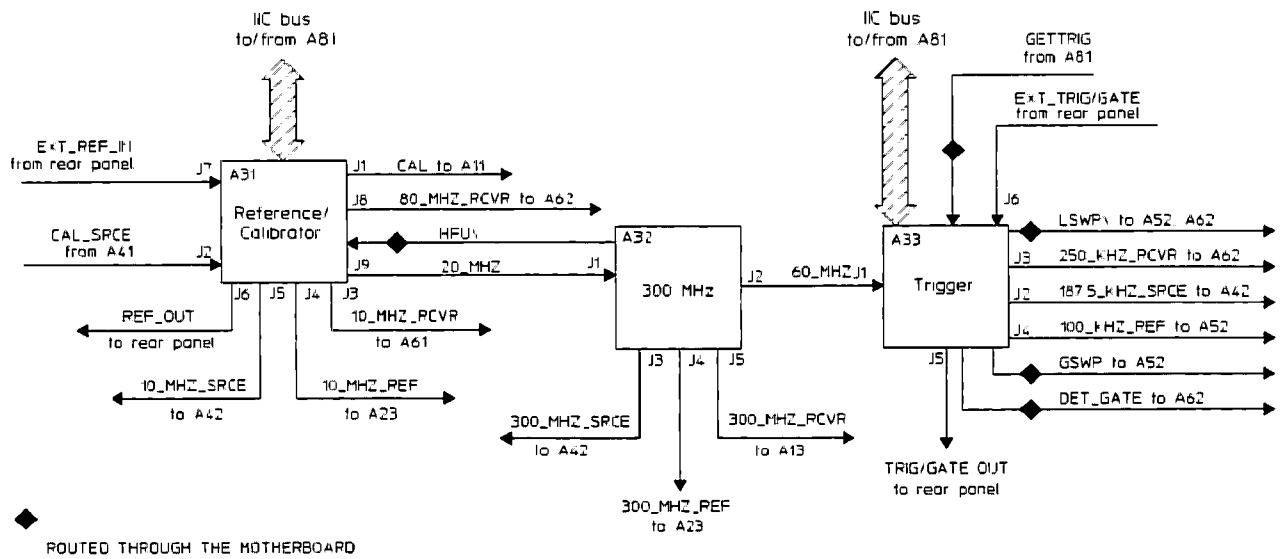 IIC bus
to/from A81
IIC bus
to/from A81
GETTRIG
from A81
EXT_TRIG/GATE
from rear panel
EXT_REF_IN
from rear panel
J7
A31
Reference/
Calibrator
J1
CAL to A11
J8
80_MHZ_RCVR to A62
HFUN
J9
20_MHZ
CAL_SRCE
from A41
J2
J6
J5
J4
J3
REF_OUT
to rear panel
10_MHZ_RCVR
to A61
10_MHZ_SRCE
to A42
10_MHZ_REF
to A23
J1
A32
300 MHz
J2
60_MHZ
J1
J3
J4
J5
300_MHZ_SRCE
to A42
300_MHZ_RCVR
to A13
300_MHZ_REF
to A23
J6
A33
Trigger
LSWPN to A52, A62
J3
250_KHZ_RCVR to A62
J2
187.5_KHZ_SRCE to A42
J4
100_KHZ_REF to A52
J5
GSWP to A52
DET_GATE to A62
TRIG/GATE OUT
to rear panel
ROUTED THROUGH THE MOTHERBOARD